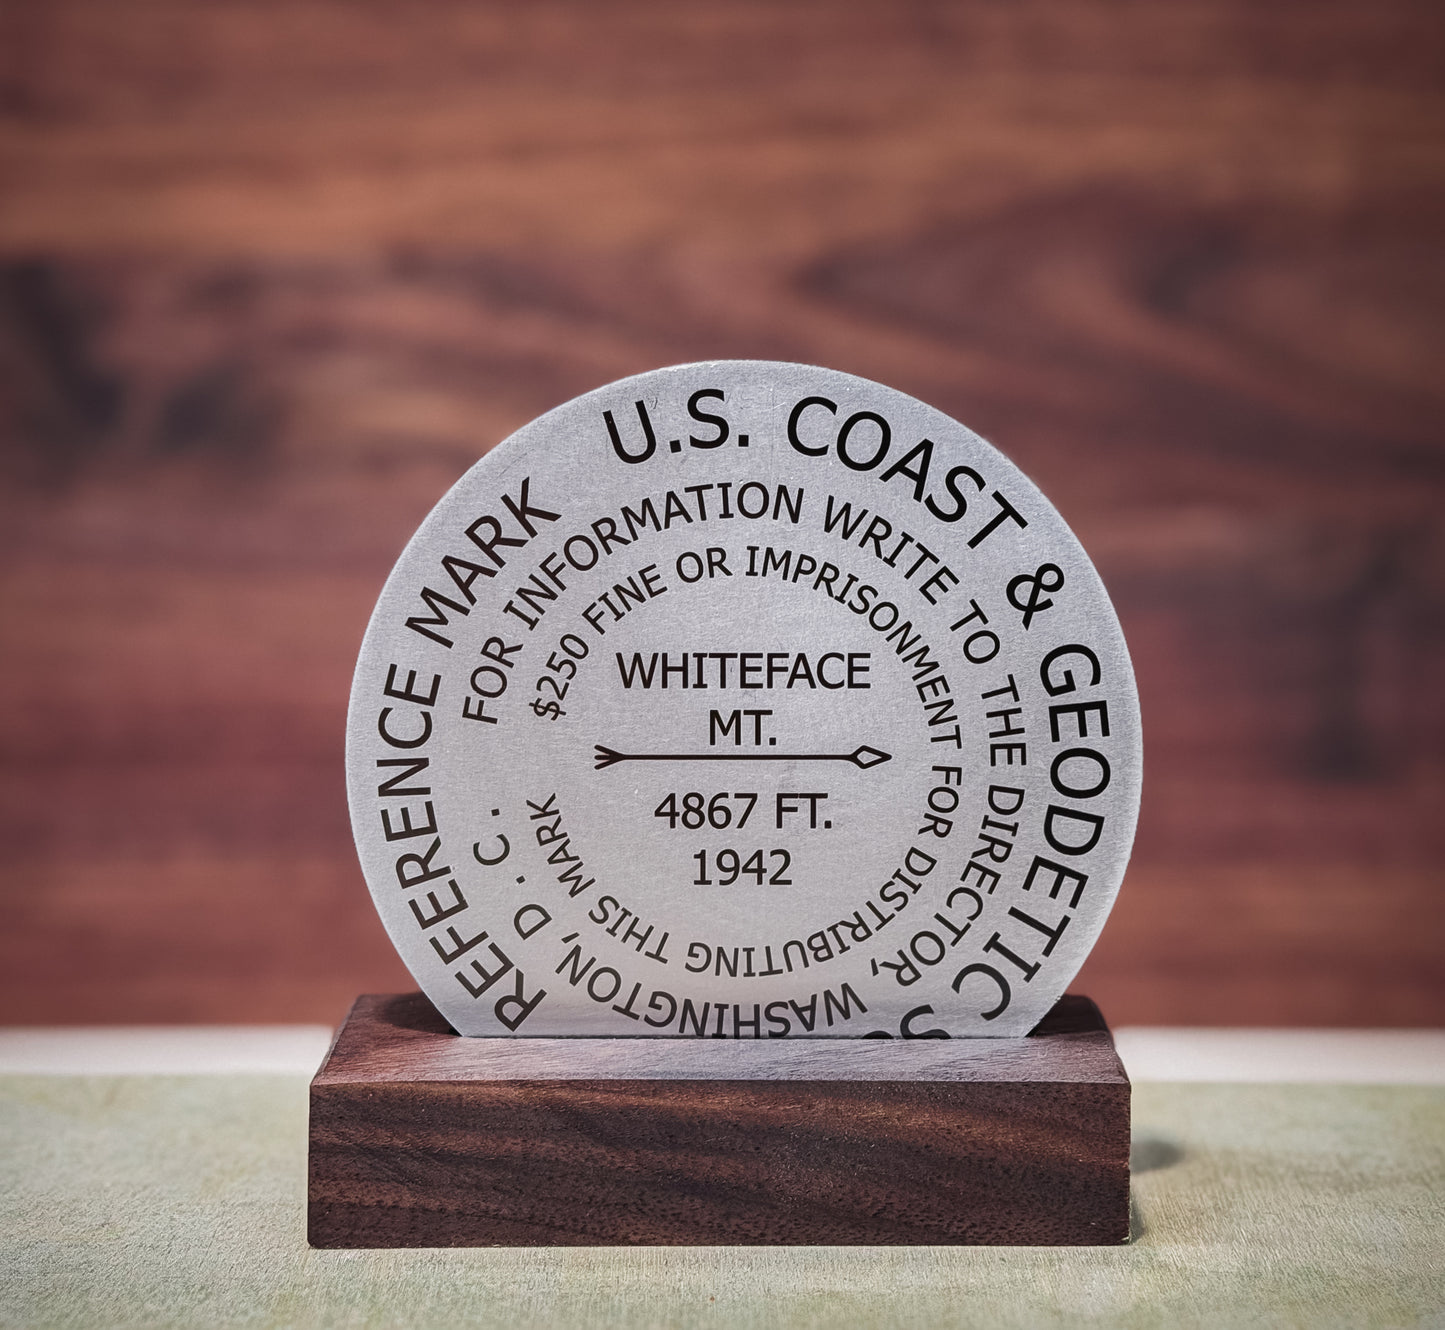 U.S. COAST & GEODETIC
REFERENCE MARK
FOR INFORMATION WRITE TO THE DIRECTOR, WASHINGTON, D.C.
$250 FINE OR IMPRISONMENT FOR DISTRIBUTING THIS MARK
WHITEFACE
MT.
4867 FT.
1942